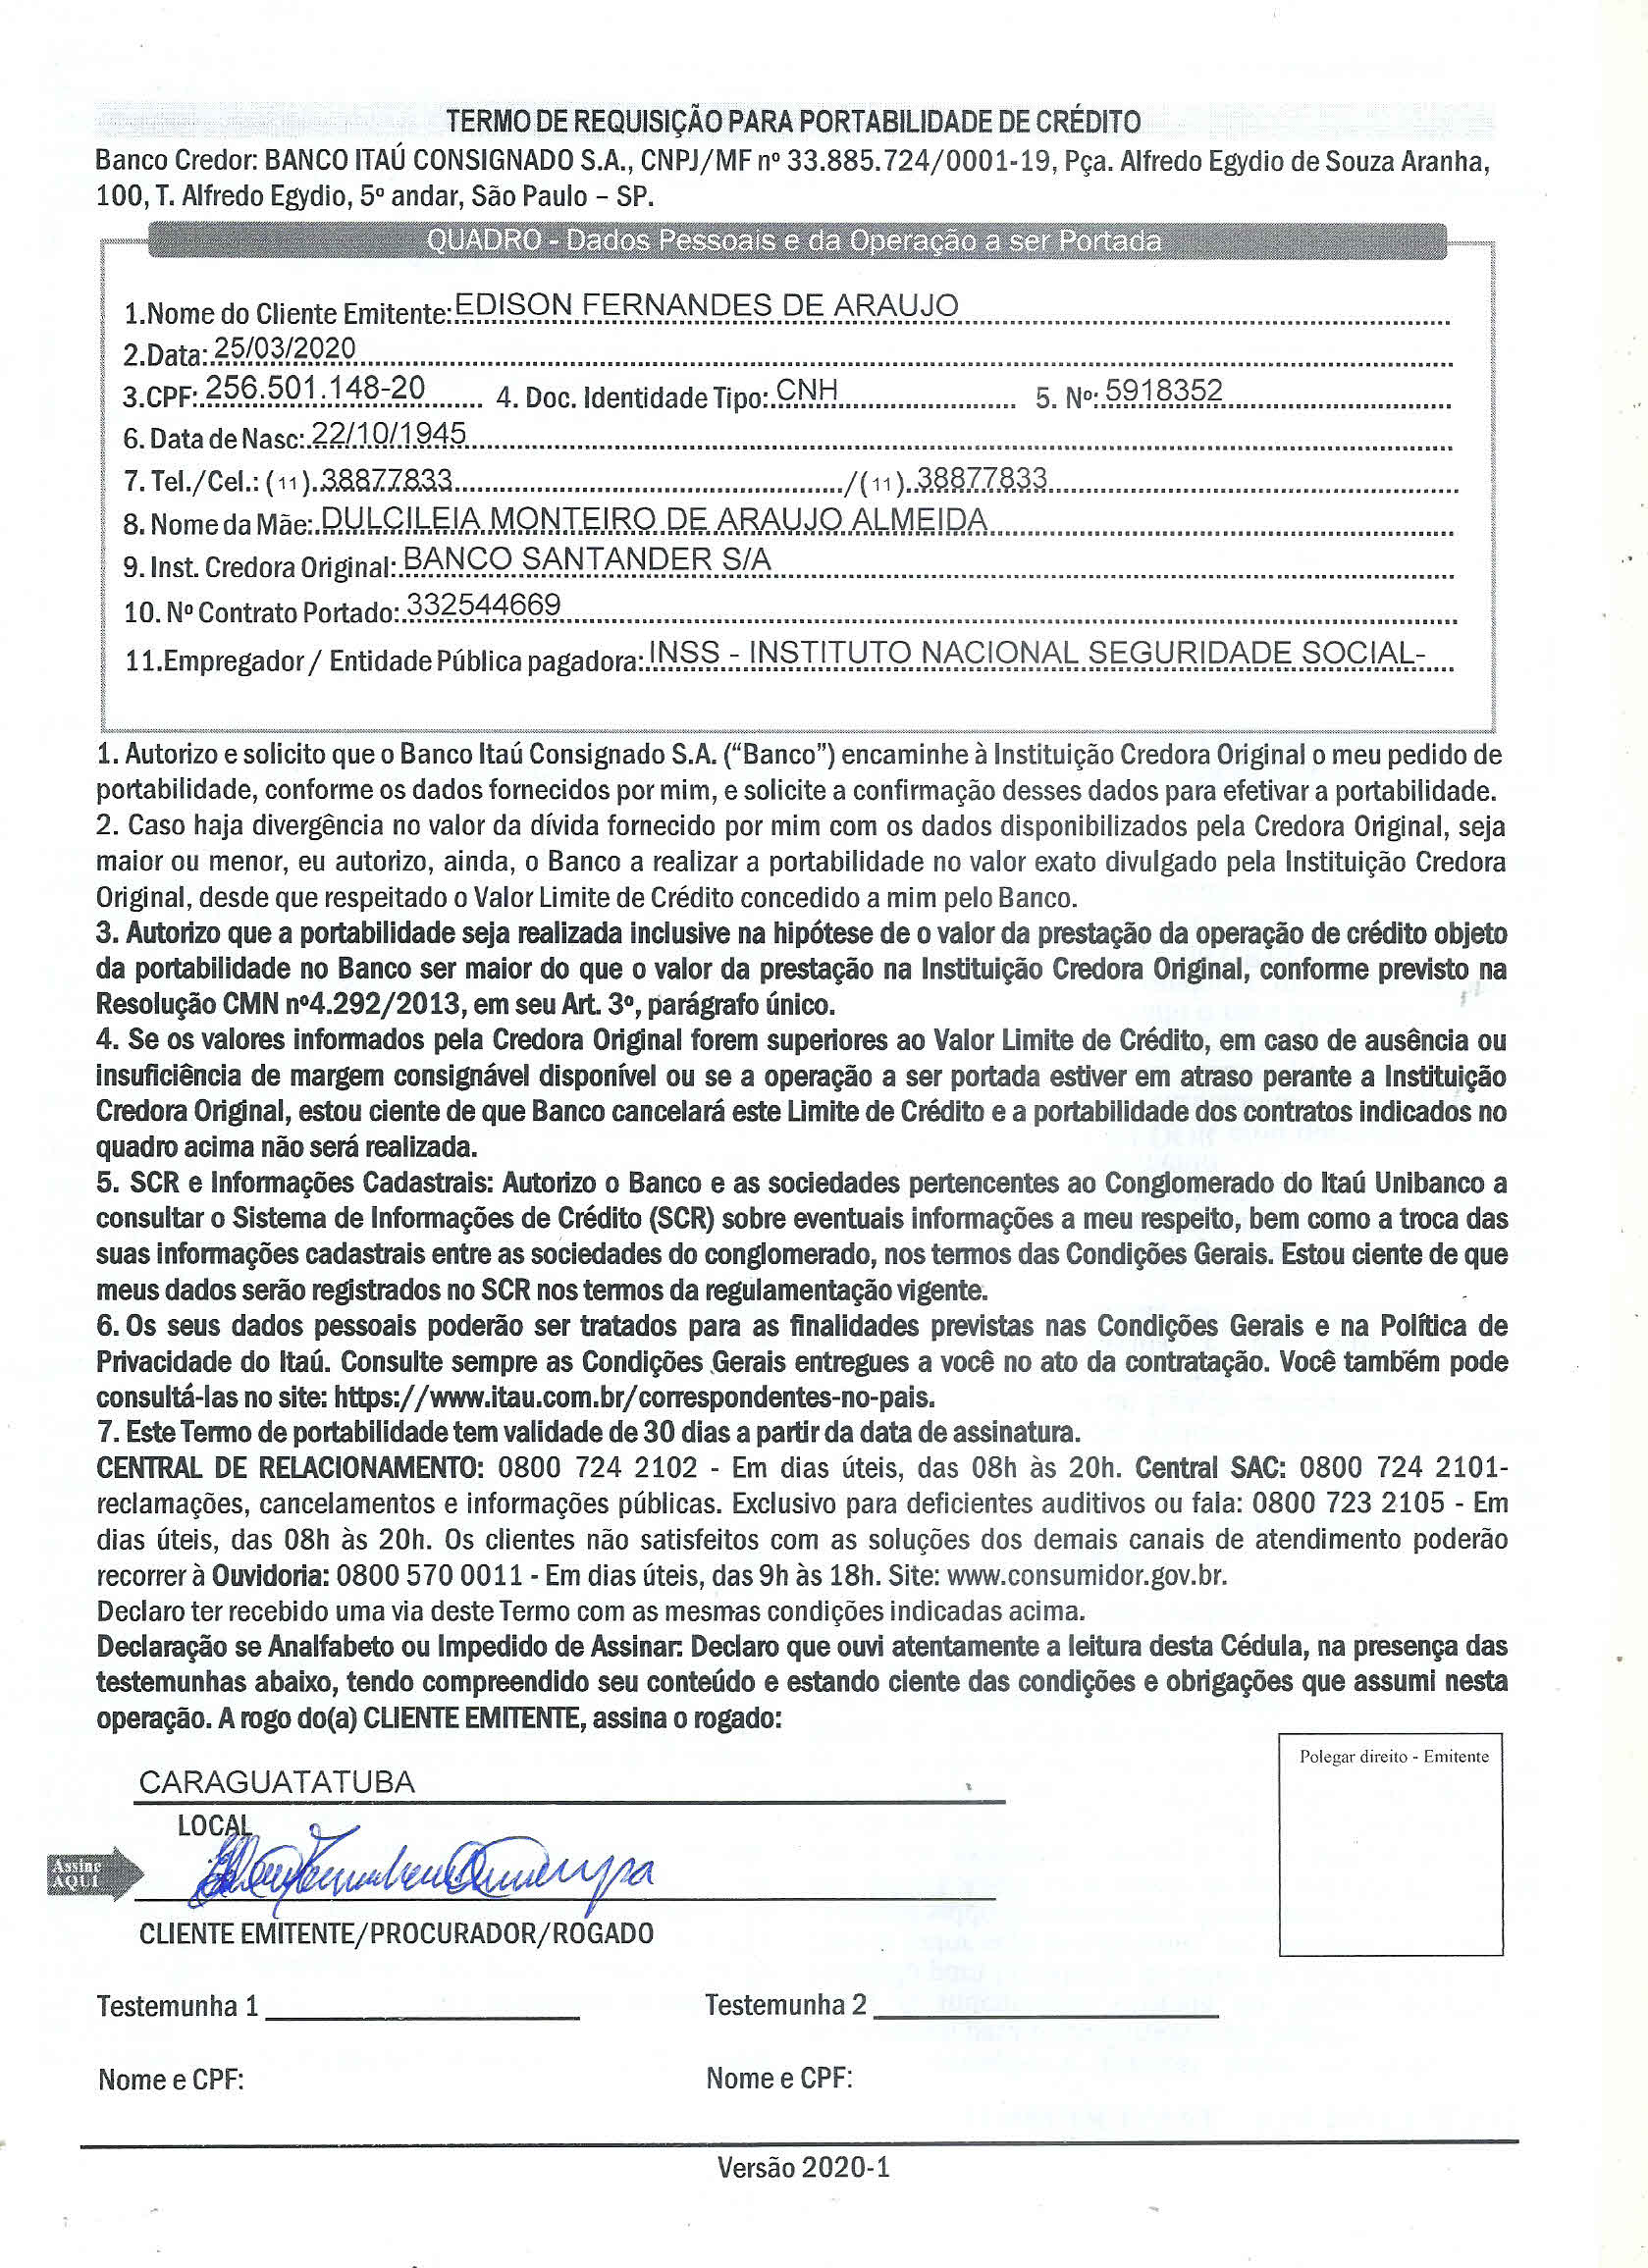 TERMO DE REQUISIÇÃO PARA PORTABILIDADE DE CRÉDITO
Banco Credor: BANCO ITAÚ CONSIGNADO S.A., CNPJ/MF nº 33.885.724/0001-19, Pça. Alfredo Egydio de Souza Aranha,
100, T. Alfredo Egydio, 5º andar, São Paulo – SP.
QUADRO - Dados Pessoais e da Operação a ser Portada
1.Nome do Cliente Emitente: EDISON FERNANDES DE ARAUJO
2.Data: 25/03/2020
3.CPF: 256.501.148-20 4. Doc. Identidade Tipo: CNH 5. Nº: 5918352
6. Data de Nasc: 22/10/1945
7. Tel./Cel.: (11) 38877833 /(11) 38877833
8. Nome da Mãe: DULCILEIA MONTEIRO DE ARAUJO ALMEIDA
9. Inst. Credora Original: BANCO SANTANDER S/A
10. Nº Contrato Portado: 332544669
11.Empregador / Entidade Pública pagadora: INSS - INSTITUTO NACIONAL SEGURIDADE SOCIAL-
1. Autorizo e solicito que o Banco Itaú Consignado S.A. (“Banco”) encaminhe à Instituição Credora Original o meu pedido de
portabilidade, conforme os dados fornecidos por mim, e solicite a confirmação desses dados para efetivar a portabilidade.
2. Caso haja divergência no valor da dívida fornecido por mim com os dados disponibilizados pela Credora Original, seja
maior ou menor, eu autorizo, ainda, o Banco a realizar a portabilidade no valor exato divulgado pela Instituição Credora
Original, desde que respeitado o Valor Limite de Crédito concedido a mim pelo Banco.
3. Autorizo que a portabilidade seja realizada inclusive na hipótese de o valor da prestação da operação de crédito objeto
da portabilidade no Banco ser maior do que o valor da prestação na Instituição Credora Original, conforme previsto na
Resolução CMN nº4.292/2013, em seu Art. 3º, parágrafo único.
4. Se os valores informados pela Credora Original forem superiores ao Valor Limite de Crédito, em caso de ausência ou
insuficiência de margem consignável disponível ou se a operação a ser portada estiver em atraso perante a Instituição
Credora Original, estou ciente de que Banco cancelará este Limite de Crédito e a portabilidade dos contratos indicados no
quadro acima não será realizada.
5. SCR e Informações Cadastrais: Autorizo o Banco e as sociedades pertencentes ao Conglomerado do Itaú Unibanco a
consultar o Sistema de Informações de Crédito (SCR) sobre eventuais informações a meu respeito, bem como a troca das
suas informações cadastrais entre as sociedades do conglomerado, nos termos das Condições Gerais. Estou ciente de que
meus dados serão registrados no SCR nos termos da regulamentação vigente.
6. Os seus dados pessoais poderão ser tratados para as finalidades previstas nas Condições Gerais e na Política de
Privacidade do Itaú. Consulte sempre as Condições Gerais entregues a você no ato da contratação. Você também pode
consultá-las no site: https://www.itau.com.br/correspondentes-no-pais.
7. Este Termo de portabilidade tem validade de 30 dias a partir da data de assinatura.
CENTRAL DE RELACIONAMENTO: 0800 724 2102 - Em dias úteis, das 08h às 20h. Central SAC: 0800 724 2101-
reclamações, cancelamentos e informações públicas. Exclusivo para deficientes auditivos ou fala: 0800 723 2105 - Em
dias úteis, das 08h às 20h. Os clientes não satisfeitos com as soluções dos demais canais de atendimento poderão
recorrer à Ouvidoria: 0800 570 0011 - Em dias úteis, das 9h às 18h. Site: www.consumidor.gov.br.
Declaro ter recebido uma via deste Termo com as mesmas condições indicadas acima.
Declaração se Analfabeto ou Impedido de Assinar: Declaro que ouvi atentamente a leitura desta Cédula, na presença das
testemunhas abaixo, tendo compreendido seu conteúdo e estando ciente das condições e obrigações que assumi nesta
operação. A rogo do(a) CLIENTE EMITENTE, assina o rogado:
Polegar direito - Emitente
CARAGUATATUBA
LOCAL
Assine
AQUI
CLIENTE EMITENTE/PROCURADOR/ROGADO
Testemunha 1 Testemunha 2
Nome e CPF: Nome e CPF:
Versão 2020-1